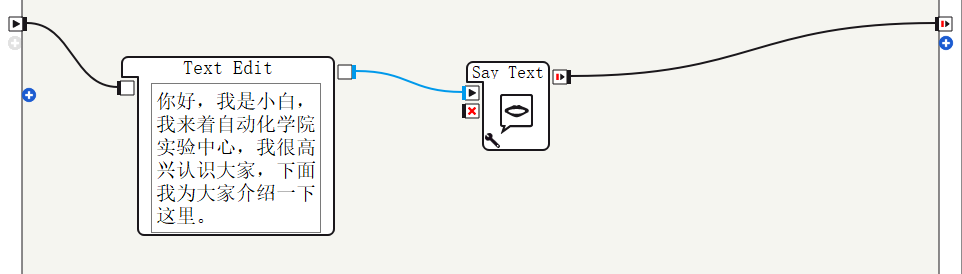 Text Edit
Say Text
你好，我是小白，
我来着自动化学院
实验中心，我很高
兴认识大家，下面
我为大家介绍一下
这里。